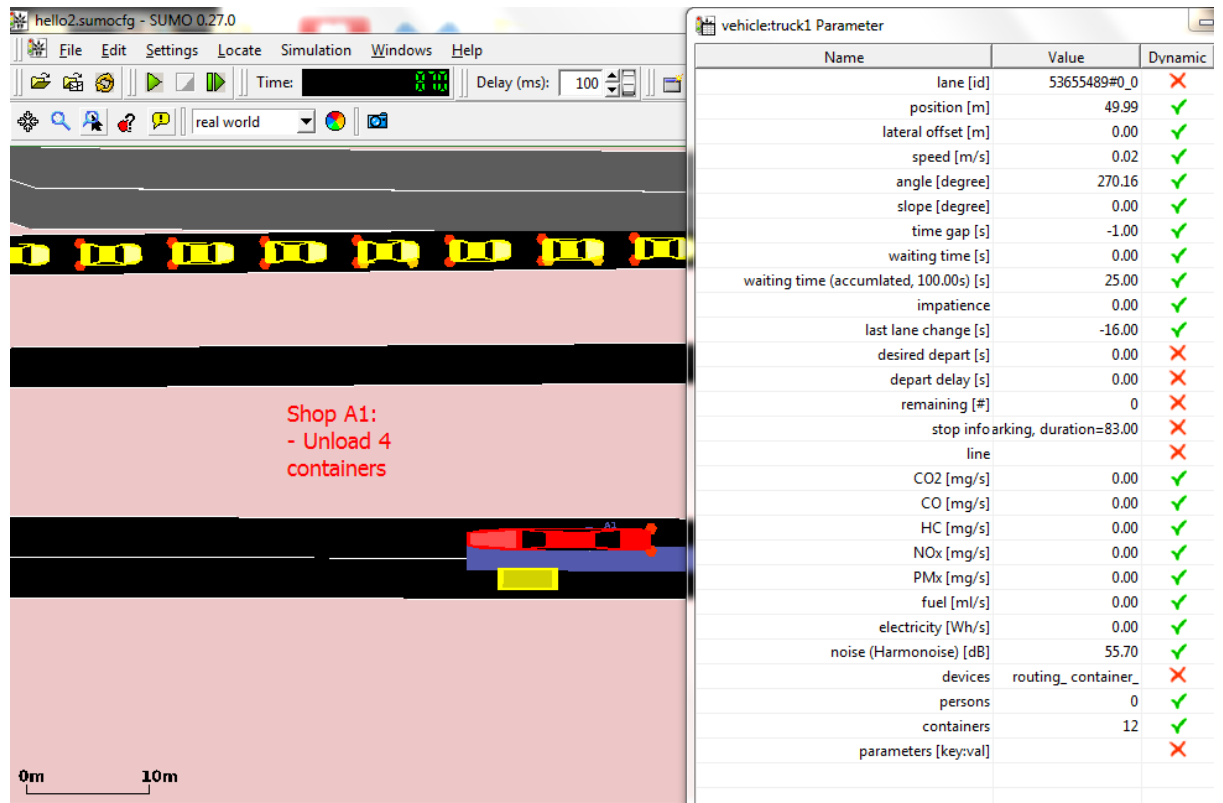 hello2.sumocfg - SUMO 0.27.0
File Edit Settings Locate Simulation Windows Help
Time: 878 Delay (ms): 100
real world
Shop A1:
- Unload 4
containers
A1
0m 10m
vehicle:truck1 Parameter
Name Value Dynamic
lane [id] 53655489#0_0
position [m] 49.99
lateral offset [m] 0.00
speed [m/s] 0.02
angle [degree] 270.16
slope [degree] 0.00
time gap [s] -1.00
waiting time [s] 0.00
waiting time (accumlated, 100.00s) [s] 25.00
impatience 0.00
last lane change [s] -16.00
desired depart [s] 0.00
depart delay [s] 0.00
remaining [#] 0
stop info arking, duration=83.00
line
CO2 [mg/s] 0.00
CO [mg/s] 0.00
HC [mg/s] 0.00
NOx [mg/s] 0.00
PMx [mg/s] 0.00
fuel [ml/s] 0.00
electricity [Wh/s] 0.00
noise (Harmonoise) [dB] 55.70
devices routing_ container_
persons 0
containers 12
parameters [key:val]